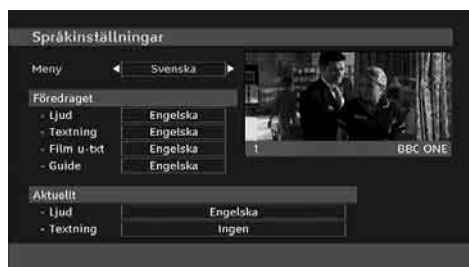 Språkinställningar
Meny Svenska
Föredraget
- Ljud Engelska
- Textning Engelska
- Film u-txt Engelska
- Guide Engelska
1 BBC ONE
Aktuellt
- Ljud Engelska
- Textning Ingen